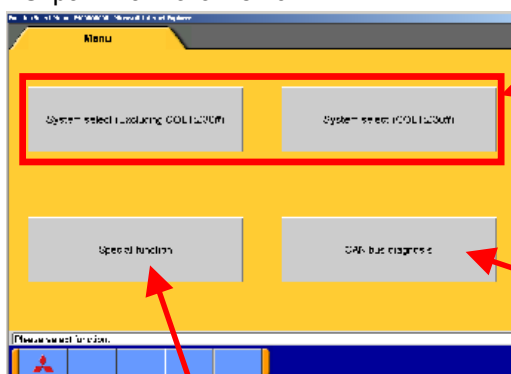 Menu
System select (Excluding COLT Z30#)
System select (COLT Z30#)
Special function
CAN bus diagnosis
Please select function.